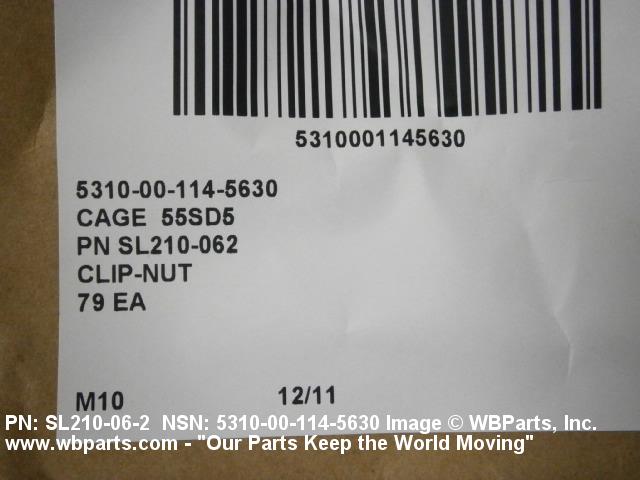 5310001145630
5310-00-114-5630
CAGE 55SD5
PN SL210-062
CLIP-NUT
79 EA
M10 12/11
PN: SL210-06-2 NSN: 5310-00-114-5630 Image © WBParts, Inc.
www.wbparts.com - "Our Parts Keep the World Moving"